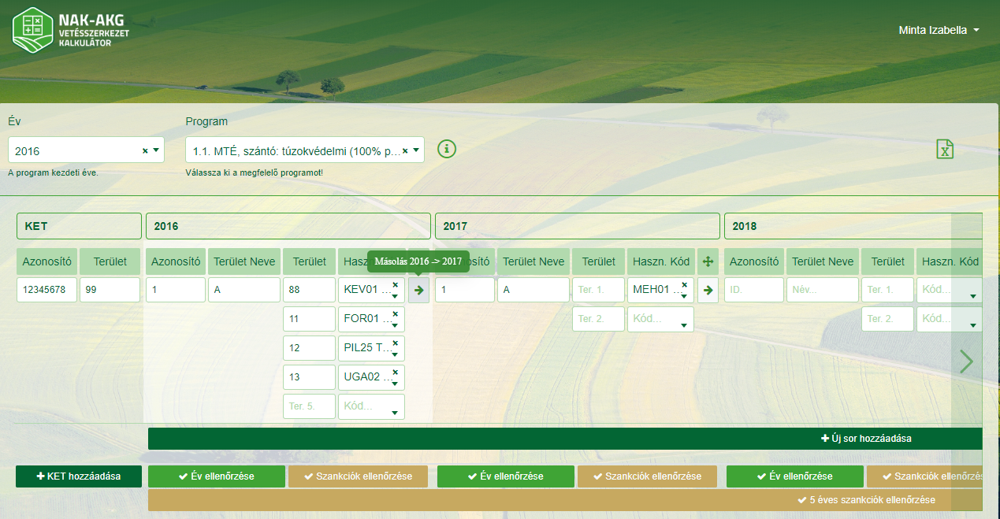 NAK-AKG
VETÉSSZERKEZET
KALKULÁTOR
Minta Izabella
Év
Program
2016
1.1. MTÉ, szántó: túzokvédelmi (100% p...
A program kezdeti éve.
Válassza ki a megfelelő programot!
KET
2016
2017
2018
Azonosító Terület Azonosító Terület Neve Terület Terület Neve Terület Haszn. Kód Azonosító Terület Neve Terület Haszn. Kód
Másolás 2016 -> 2017
12345678 99 1 A 88 KEV01 ... 1 A Ter. 1. MEH01 ... ID. Név... Ter. 1. Kód...
11 FOR01 ... Ter. 2. Kód... Ter. 2. Kód...
12 PIL25 T...
13 UGA02 ...
Ter. 5. Kód...
Új sor hozzáadása
KET hozzáadása Év ellenőrzése Szankciók ellenőrzése Év ellenőrzése Szankciók ellenőrzése Év ellenőrzése Szankciók
5 éves szankciók ellenőrzése